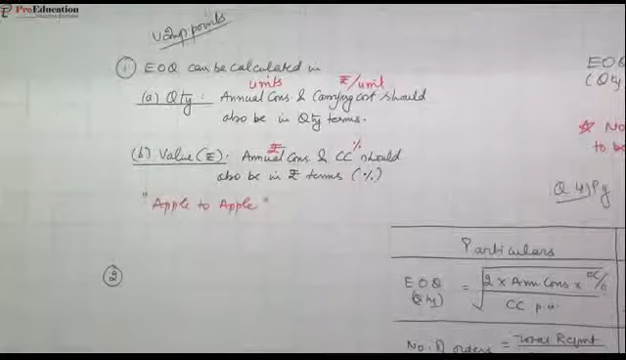 ProEducation
Vamp points
① EOQ can be calculated in
units ₹/unit
(a) Qty: Annual Cons. & Carrying cost should
also be in Qty terms.
₹ %
(b) Value (₹): Annual Cons & CC should
also be in ₹ terms (%)
"Apple to Apple"
②
EOQ
(Qty
☆ No
to be
Q 4) Pg
Particulars
EOQ = √2 x Ann Cons x OC/o
(Qty) CC p.u.
No. of orders = Total Reqmt